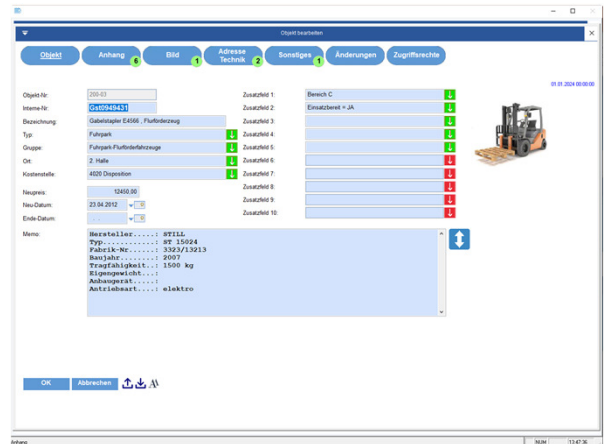 Objekt bearbeiten
Objekt Anhang 6 Bild 1 Adresse Technik 2 Sonstiges 1 Änderungen Zugriffsrechte
01.01.2024 00:00:00
Objekt-Nr: 200-03 Zusatzfeld 1: Bereich C
Interne-Nr: Gst0949431 Zusatzfeld 2: Einsatzbereit = JA
Bezeichnung: Gabelstapler E4566 , Flurförderzeug Zusatzfeld 3:
Typ: Fuhrpark Zusatzfeld 4:
Gruppe: Fuhrpark-Flurförderfahrzeuge Zusatzfeld 5:
Ort: 2. Halle Zusatzfeld 6:
Kostenstelle: 4020 Disposition Zusatzfeld 7:
Neupreis: 12450,00 Zusatzfeld 8:
Neu-Datum: 23.04.2012 Zusatzfeld 9:
Ende-Datum: . . Zusatzfeld 10:
Memo: Hersteller.....: STILL
Typ............: ST 15024
Fabrik-Nr......: 3323/13213
Baujahr........: 2007
Tragfähigkeit..: 1500 kg
Eigengewicht...:
Anbaugerät.....:
Antriebsart....: elektro
OK Abbrechen
Anhang NUM 13:47:36